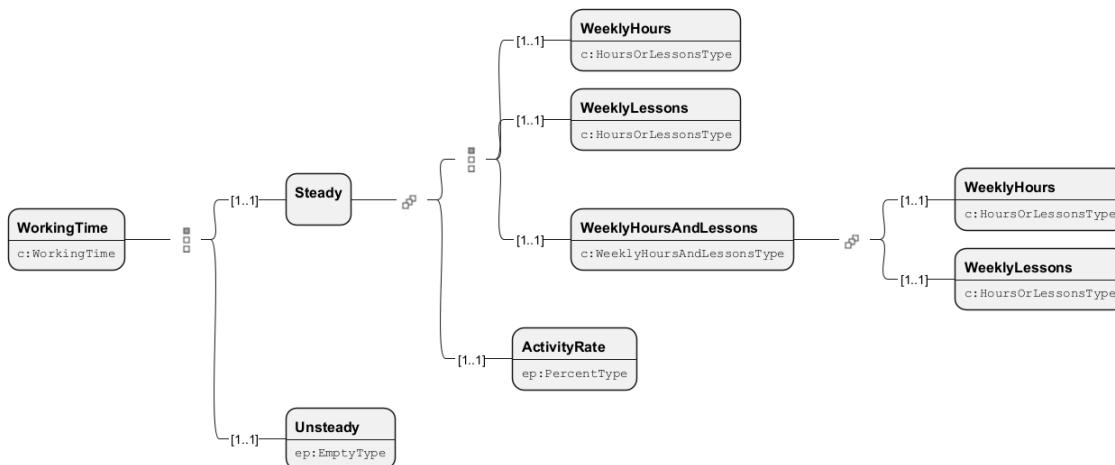 [1..1]
WeeklyHours
c:HoursOrLessonsType
[1..1]
WeeklyLessons
c:HoursOrLessonsType
[1..1]
Steady
WorkingTime
c:WorkingTime
[1..1]
WeeklyHoursAndLessons
c:WeeklyHoursAndLessonsType
[1..1]
WeeklyHours
c:HoursOrLessonsType
[1..1]
WeeklyLessons
c:HoursOrLessonsType
[1..1]
ActivityRate
ep:PercentType
[1..1]
Unsteady
ep:EmptyType